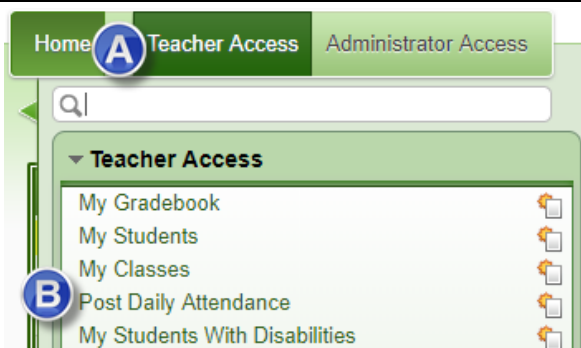 Home A Teacher Access Administrator Access
Teacher Access
My Gradebook
My Students
My Classes
B Post Daily Attendance
My Students With Disabilities